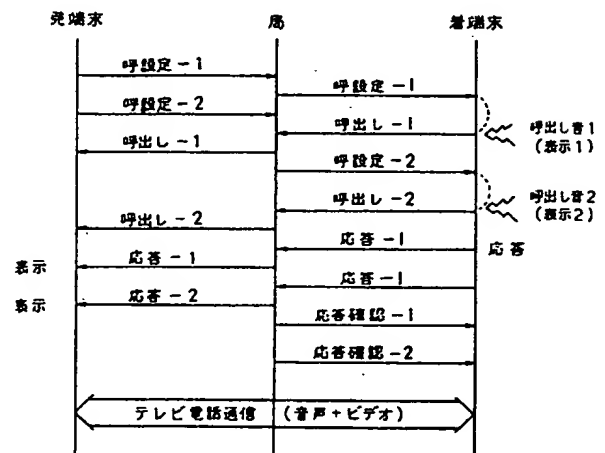 発端末
局
着端末
呼設定-1
呼設定-1
呼設定-2
呼出し-1
呼出し音1
(表示1)
呼出し-1
呼設定-2
呼出し-2
呼出し音2
(表示2)
呼出し-2
応答-1
応答
表示
応答-1
応答-1
表示
応答-2
応答確認-1
応答確認-2
テレビ電話通信 (音声+ビデオ)